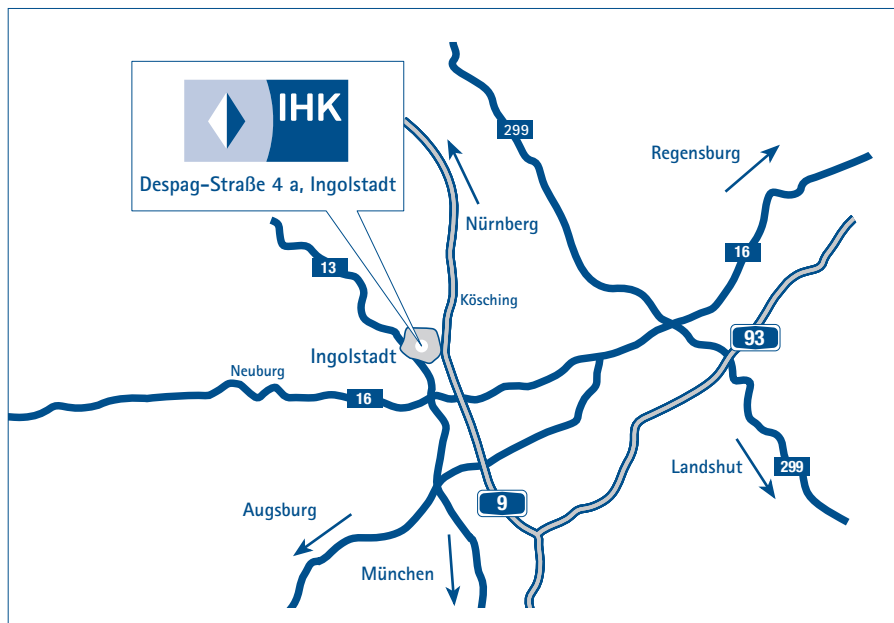 IHK
Despag-Straße 4 a, Ingolstadt
299
Regensburg
Nürnberg
16
13
Kösching
93
Ingolstadt
Neuburg
16
Landshut
299
9
Augsburg
München